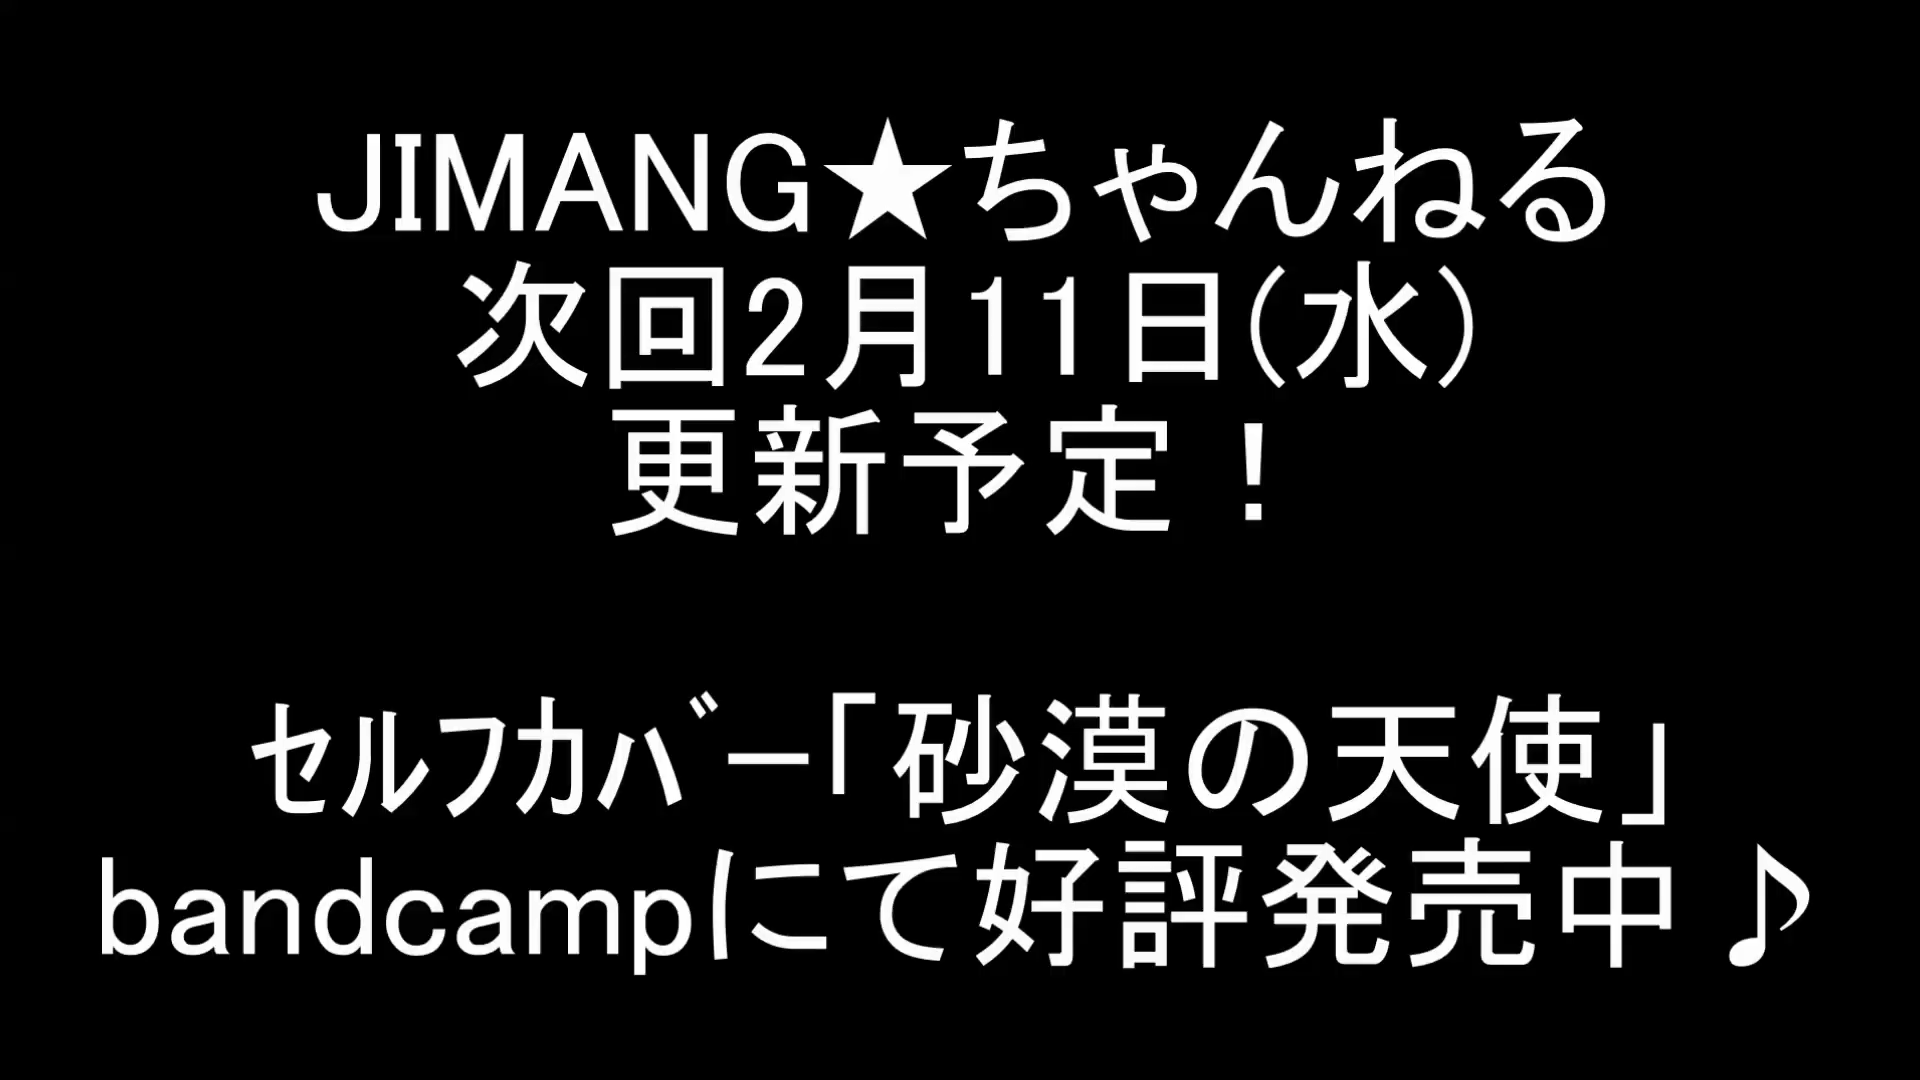 JIMANG★ちゃんねる
次回2月11日(水)
更新予定！
ｾﾙﾌｶﾊﾞｰ｢砂漠の天使｣
bandcampにて好評発売中♪